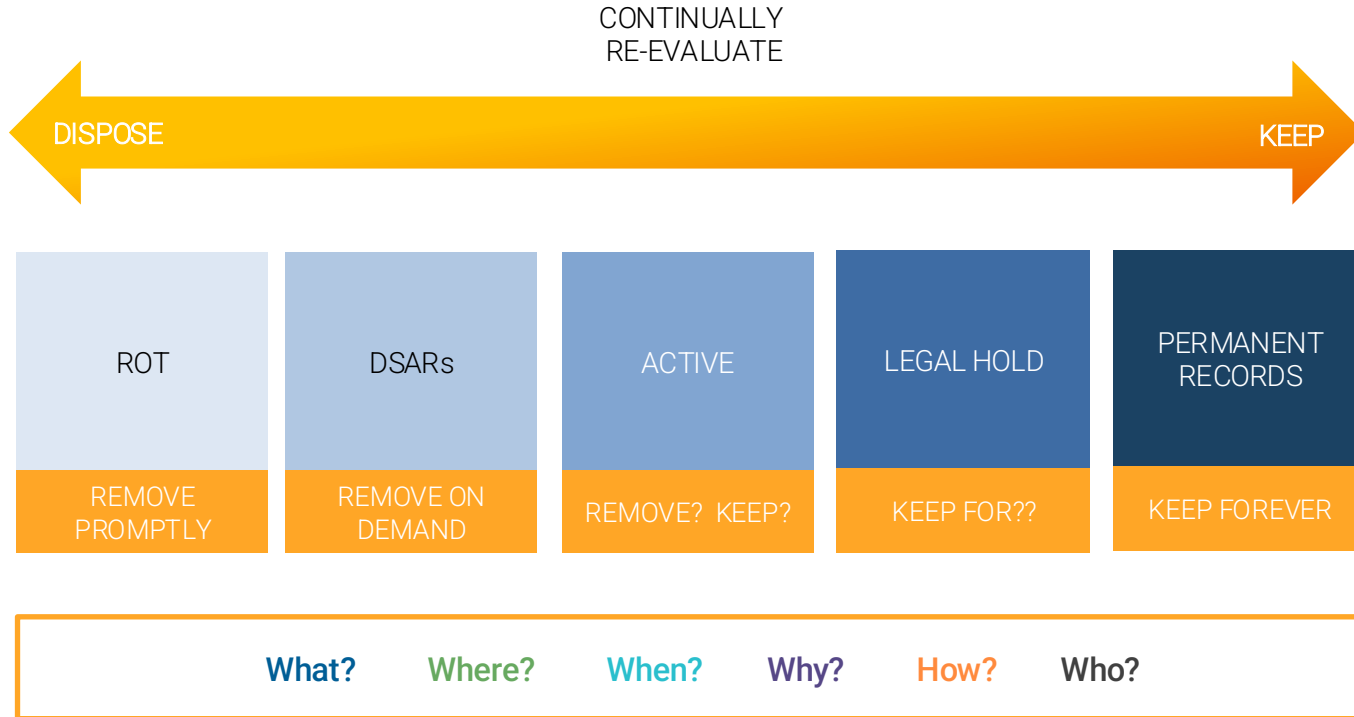 CONTINUALLY
RE-EVALUATE
DISPOSE
KEEP
ROT
DSARs
ACTIVE
LEGAL HOLD
PERMANENT
RECORDS
REMOVE
PROMPTLY
REMOVE ON
DEMAND
REMOVE? KEEP?
KEEP FOR??
KEEP FOREVER
What? Where? When? Why? How? Who?